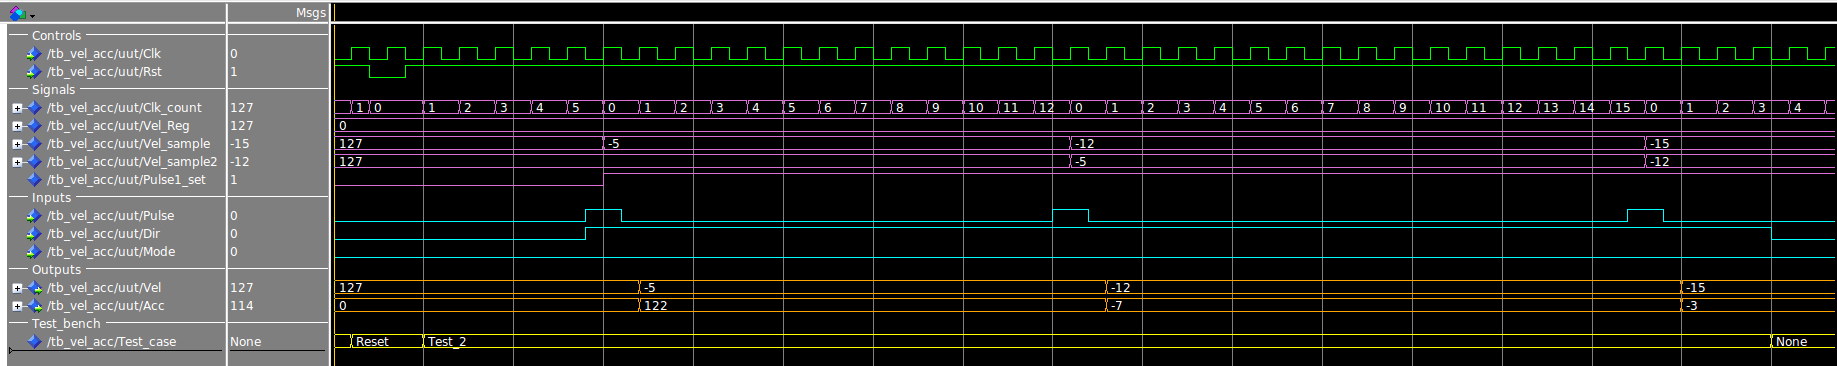 Msgs
Controls
/tb_vel_acc/uut/Clk 0
/tb_vel_acc/uut/Rst 1
Signals
/tb_vel_acc/uut/Clk_count 127 1 0 1 2 3 4 5 0 1 2 3 4 5 6 7 8 9 10 11 12 0 1 2 3 4 5 6 7 8 9 10 11 12 13 14 15 0 1 2 3 4
/tb_vel_acc/uut/Vel_Reg 127 0
/tb_vel_acc/uut/Vel_sample -15 127 -5 -12 -15
/tb_vel_acc/uut/Vel_sample2 -12 127 -5 -12
/tb_vel_acc/uut/Pulse1_set 1
Inputs
/tb_vel_acc/uut/Pulse 0
/tb_vel_acc/uut/Dir 0
/tb_vel_acc/uut/Mode 0
Outputs
/tb_vel_acc/uut/Vel 127 127 -5 -12 -15
/tb_vel_acc/uut/Acc 114 0 122 -7 -3
Test_bench
/tb_vel_acc/Test_case None Reset Test_2 None